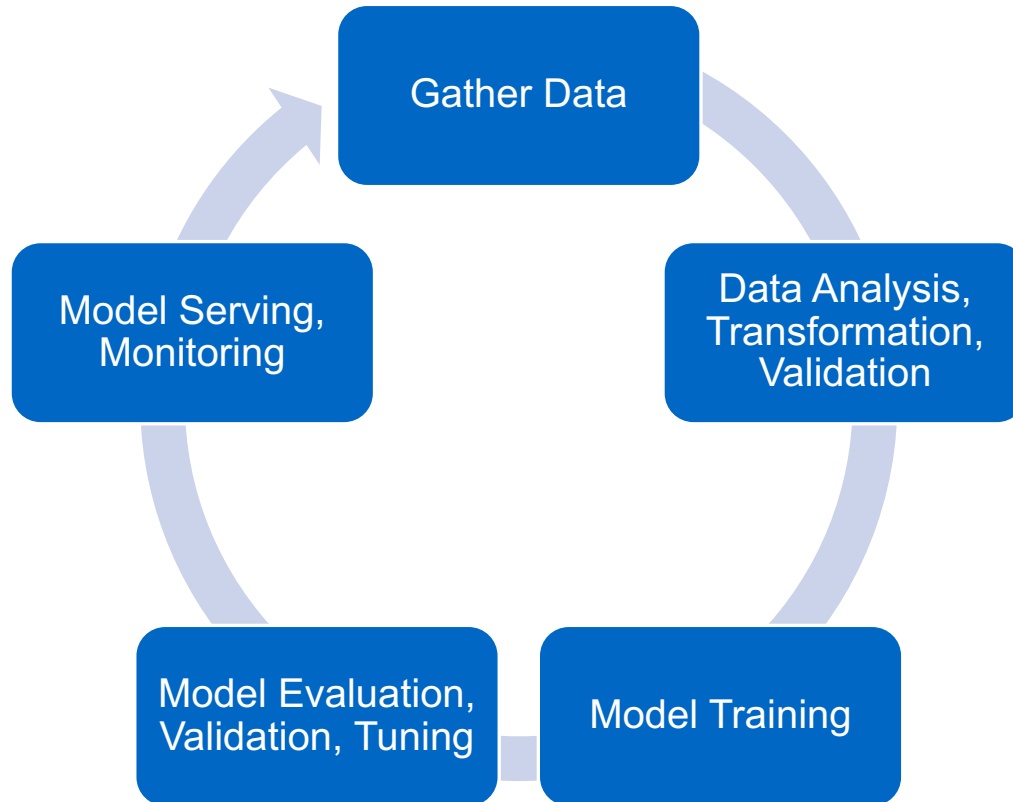 Gather Data
Data Analysis,
Transformation,
Validation
Model Training
Model Evaluation,
Validation, Tuning
Model Serving,
Monitoring